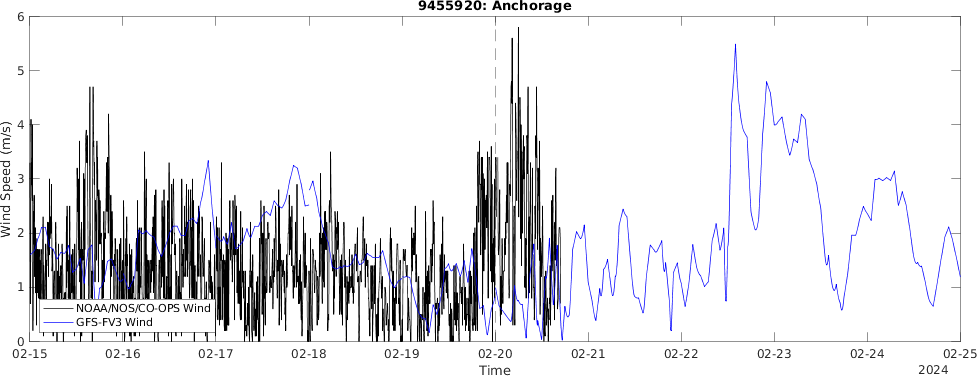 9455920: Anchorage
6
5
4
3
2
1
0
Wind Speed (m/s)
NOAA/NOS/CO-OPS Wind
GFS-FV3 Wind
02-15 02-16 02-17 02-18 02-19 02-20 02-21 02-22 02-23 02-24 02-25
Time
2024